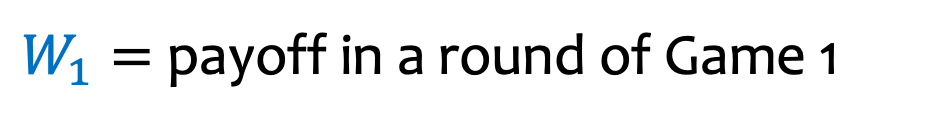 W₁ = payoff in a round of Game 1